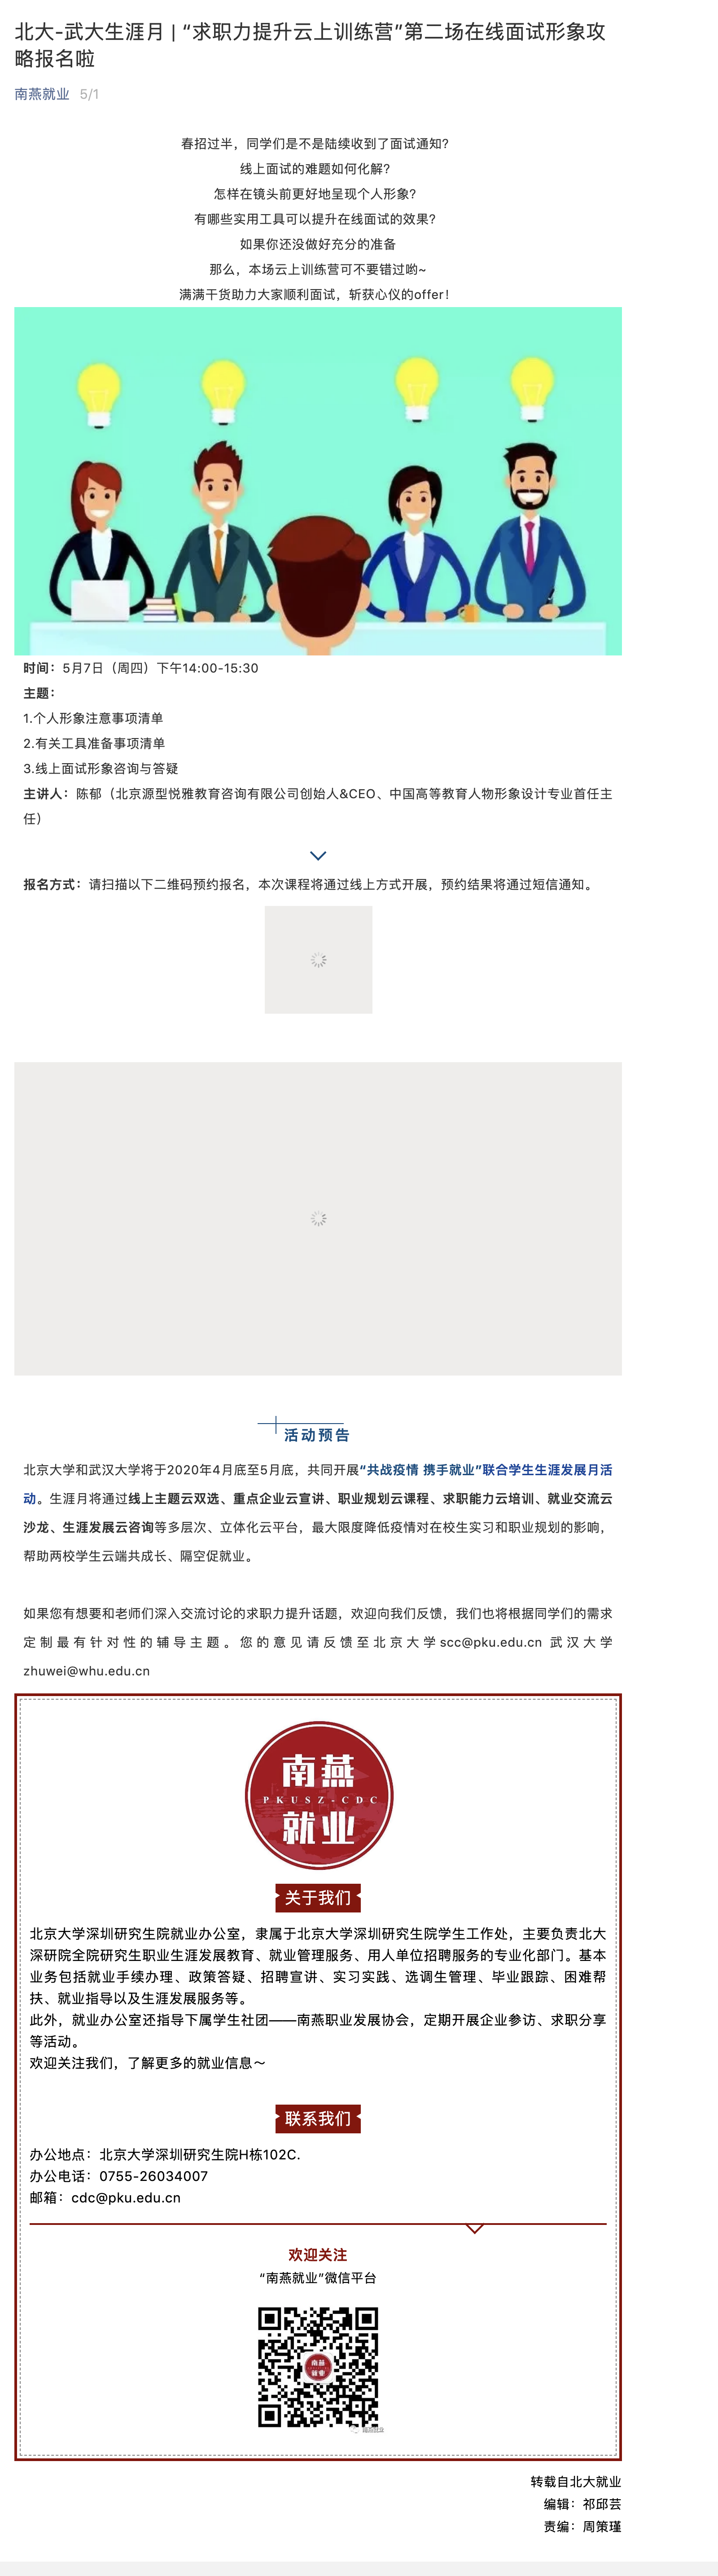 北大-武大生涯月 | “求职力提升云上训练营”第二场在线面试形象攻
略报名啦
南燕就业 5/1
春招过半，同学们是不是陆续收到了面试通知？
线上面试的难题如何化解？
怎样在镜头前更好地呈现个人形象？
有哪些实用工具可以提升在线面试的效果？
如果你还没做好充分的准备
那么，本场云上训练营可不要错过哟~
满满干货助力大家顺利面试，斩获心仪的offer！
时间：5月7日（周四）下午14:00-15:30
主题：
1.个人形象注意事项清单
2.有关工具准备事项清单
3.线上面试形象咨询与答疑
主讲人：陈郁（北京源型悦雅教育咨询有限公司创始人&CEO、中国高等教育人物形象设计专业首任主
任）
报名方式：请扫描以下二维码预约报名，本次课程将通过线上方式开展，预约结果将通过短信通知。
活动预告
北京大学和武汉大学将于2020年4月底至5月底，共同开展“共战疫情 携手就业”联合学生生涯发展月活
动。生涯月将通过线上主题云双选、重点企业云宣讲、职业规划云课程、求职能力云培训、就业交流云
沙龙、生涯发展云咨询等多层次、立体化云平台，最大限度降低疫情对在校生实习和职业规划的影响，
帮助两校学生云端共成长、隔空促就业。
如果您有想要和老师们深入交流讨论的求职力提升话题，欢迎向我们反馈，我们也将根据同学们的需求
定制最有针对性的辅导主题。您的意见请反馈至北京大学scc@pku.edu.cn 武汉大学
zhuwei@whu.edu.cn
南燕
PKUSZ-CDC
就业
关于我们
北京大学深圳研究生院就业办公室，隶属于北京大学深圳研究生院学生工作处，主要负责北大
深研院全院研究生职业生涯发展教育、就业管理服务、用人单位招聘服务的专业化部门。基本
业务包括就业手续办理、政策答疑、招聘宣讲、实习实践、选调生管理、毕业跟踪、困难帮
扶、就业指导以及生涯发展服务等。
此外，就业办公室还指导下属学生社团——南燕职业发展协会，定期开展企业参访、求职分享
等活动。
欢迎关注我们，了解更多的就业信息～
联系我们
办公地点：北京大学深圳研究生院H栋102C.
办公电话：0755-26034007
邮箱：cdc@pku.edu.cn
欢迎关注
“南燕就业”微信平台
南燕
就业
转载自北大就业
编辑：祁邱芸
责编：周策瑾